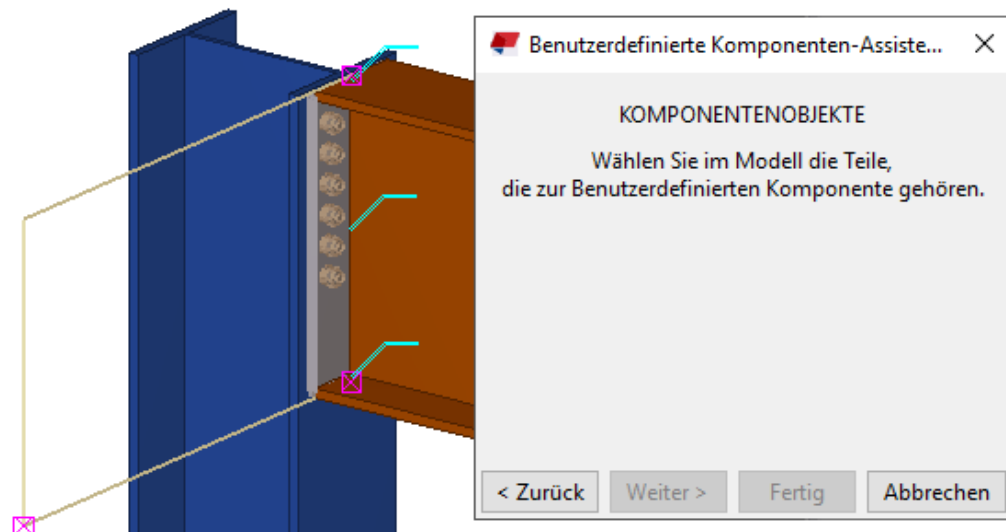 Benutzerdefinierte Komponenten-Assiste...
KOMPONENTENOBJEKTE
Wählen Sie im Modell die Teile,
die zur Benutzerdefinierten Komponente gehören.
< Zurück Weiter > Fertig Abbrechen